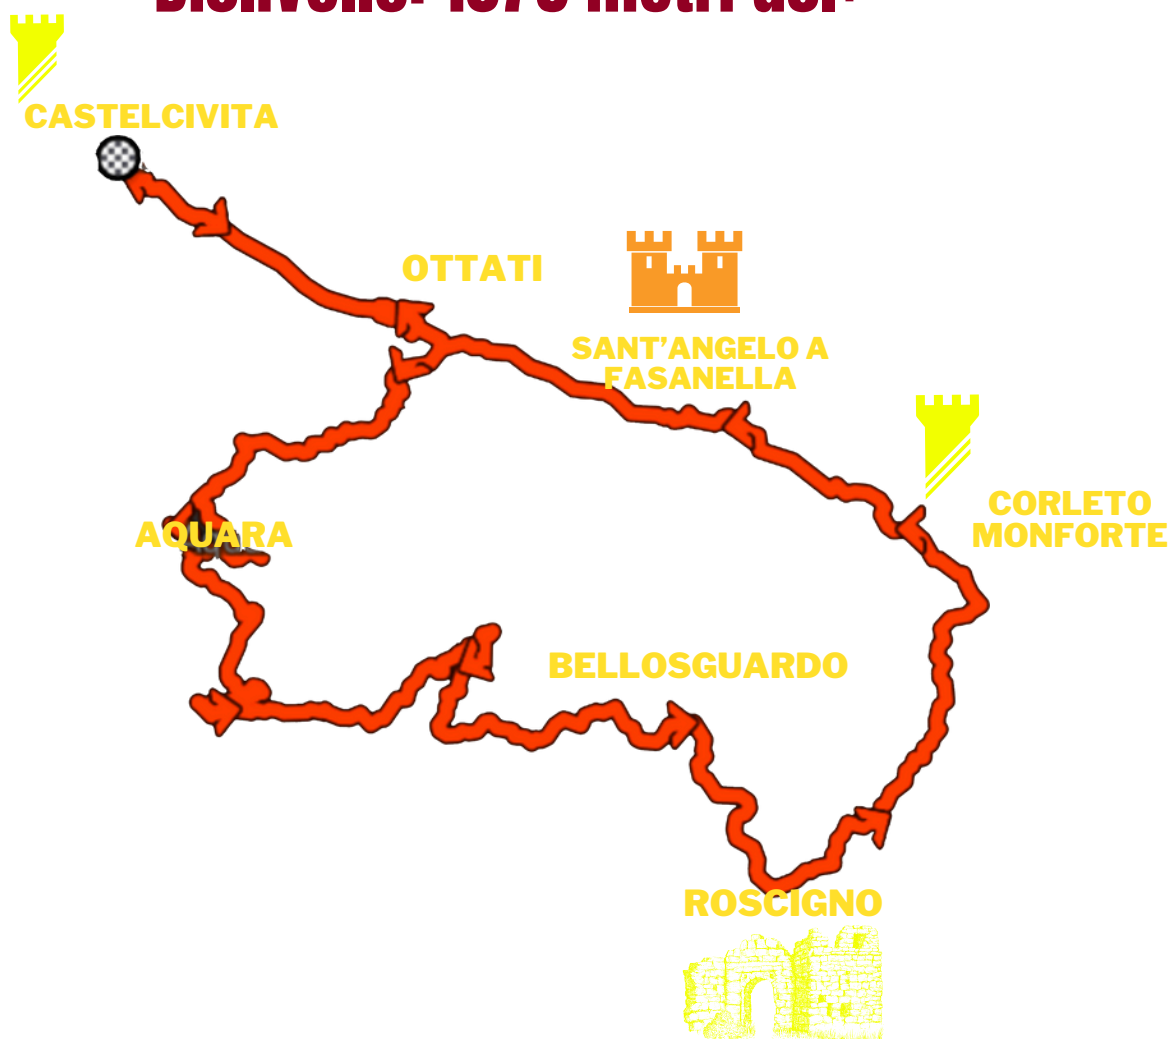 CASTELCIVITA
OTTATI
SANT'ANGELO A
FASANELLA
CORLETO
MONFORTE
AQUARA
BELLOSGUARDO
ROSCIGNO